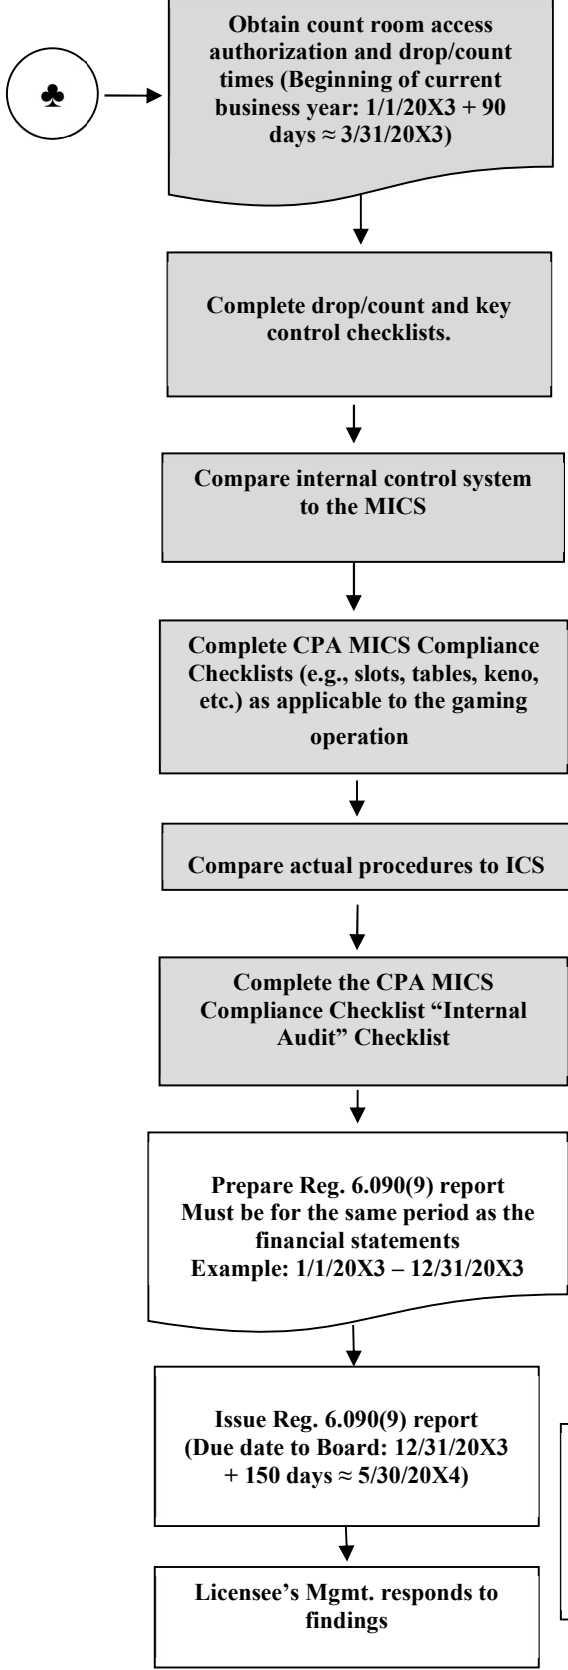 ♣
Obtain count room access
authorization and drop/count
times (Beginning of current
business year: 1/1/20X3 + 90
days ≈ 3/31/20X3)
Complete drop/count and key
control checklists.
Compare internal control system
to the MICS
Complete CPA MICS Compliance
Checklists (e.g., slots, tables, keno,
etc.) as applicable to the gaming
operation
Compare actual procedures to ICS
Complete the CPA MICS
Compliance Checklist “Internal
Audit” Checklist
Prepare Reg. 6.090(9) report
Must be for the same period as the
financial statements
Example: 1/1/20X3 – 12/31/20X3
Issue Reg. 6.090(9) report
(Due date to Board: 12/31/20X3
+ 150 days ≈ 5/30/20X4)
Licensee’s Mgmt. responds to
findings